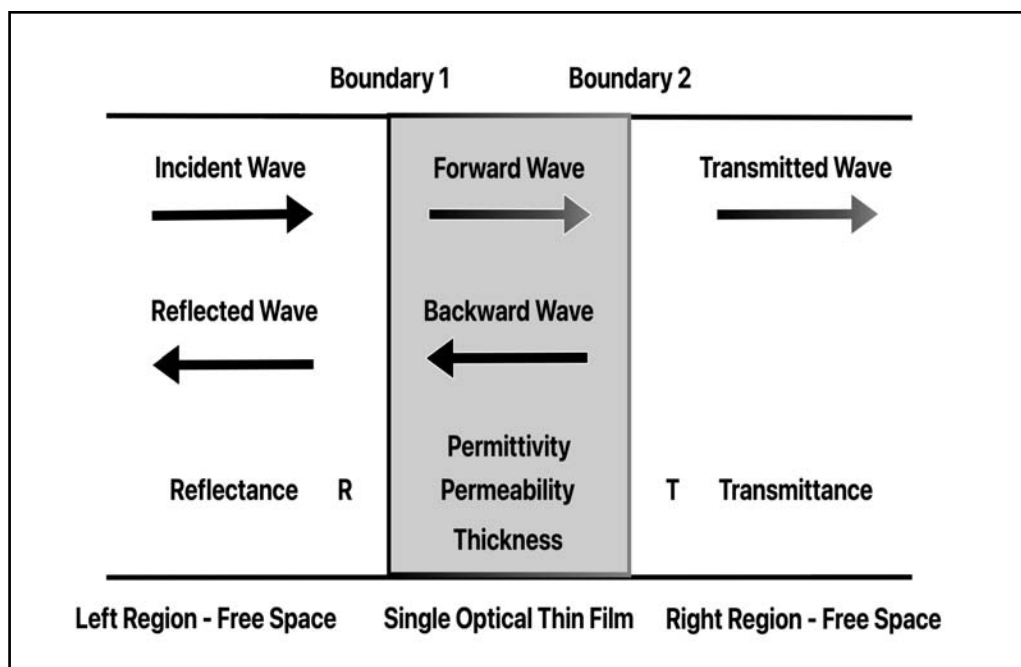 Boundary 1 Boundary 2
Incident Wave Forward Wave Transmitted Wave
Reflected Wave Backward Wave
Permittivity
Reflectance R Permeability T Transmittance
Thickness
Left Region - Free Space Single Optical Thin Film Right Region - Free Space